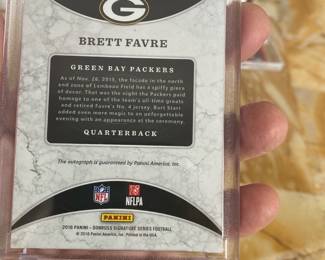 G
BRETT FAVRE
GREEN BAY PACKERS
As of Nov. 26, 2015, the facade in the north
end zone of Lambeau Field has a spiffy piece
of decor. That was the night the Packers paid
homage to one of the team's all-time greats
and retired Favre's No. 4 jersey. Bart Starr
added even more magic to an unforgettable
evening with an appearance at the ceremony.
QUARTERBACK
The autograph is guaranteed by Panini America, Inc.
NFL
NFLPA
PANINI
2016 PANINI - DONRUSS SIGNATURE SERIES FOOTBALL
© 2016 Panini America, Inc. Printed in the USA.